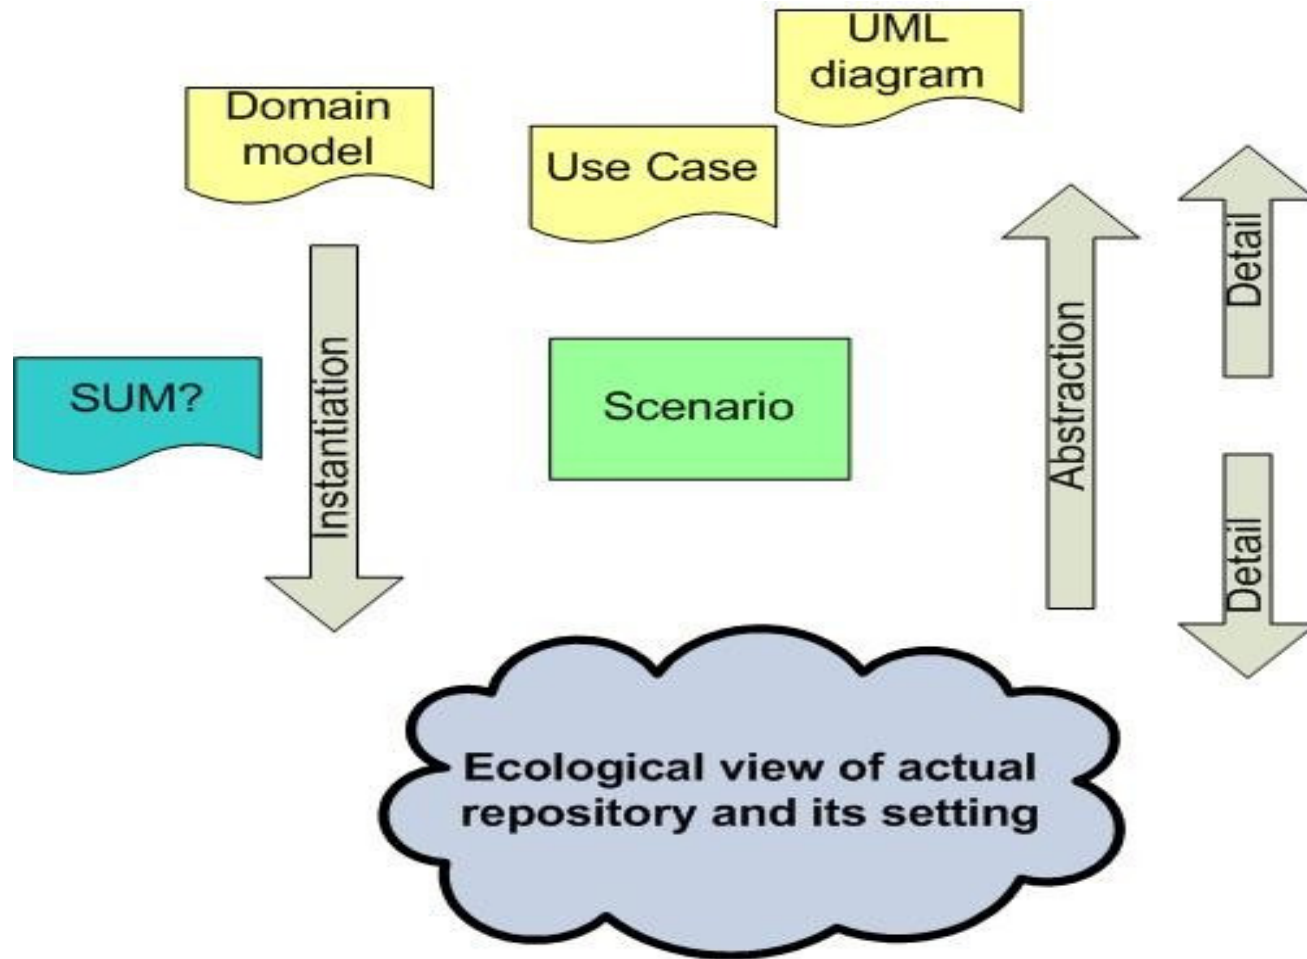 UML
diagram
Domain
model
Use Case
Detail
Abstraction
Instantiation
SUM?
Scenario
Detail
Ecological view of actual
repository and its setting